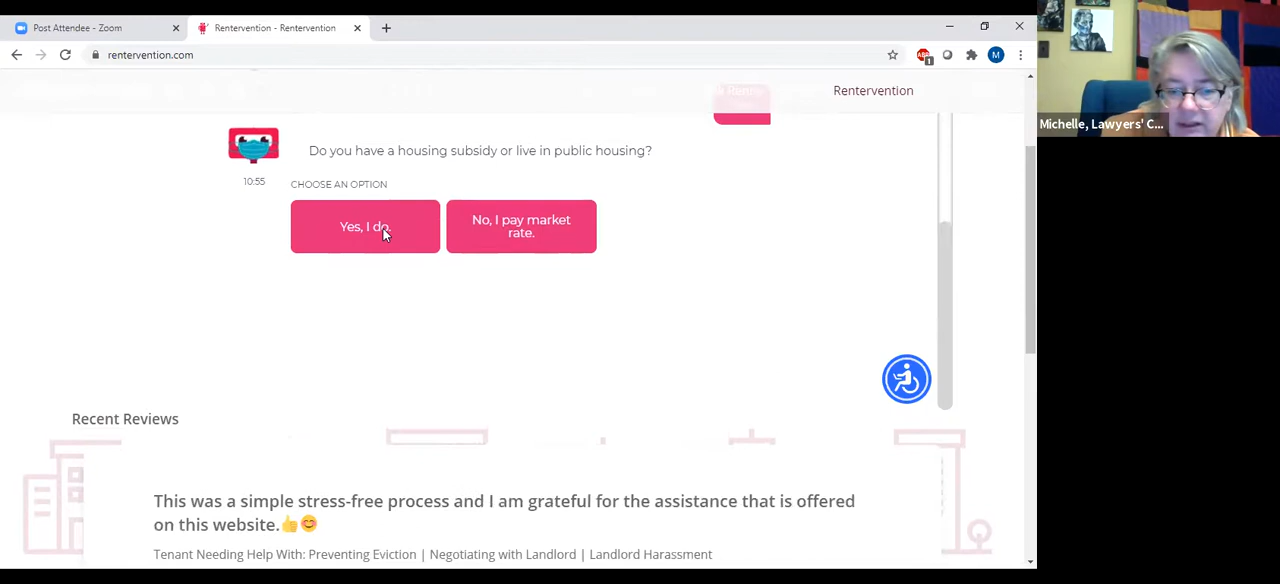 Post Attendee - Zoom
Rentervention - Rentervention
rentervention.com
ABP
1
M
Michelle, Lawyers' C...
Rentervention
Do you have a housing subsidy or live in public housing?
10:55
CHOOSE AN OPTION
Yes, I do.
No, I pay market
rate.
Recent Reviews
This was a simple stress-free process and I am grateful for the assistance that is offered
on this website.👍😊
Tenant Needing Help With: Preventing Eviction | Negotiating with Landlord | Landlord Harassment